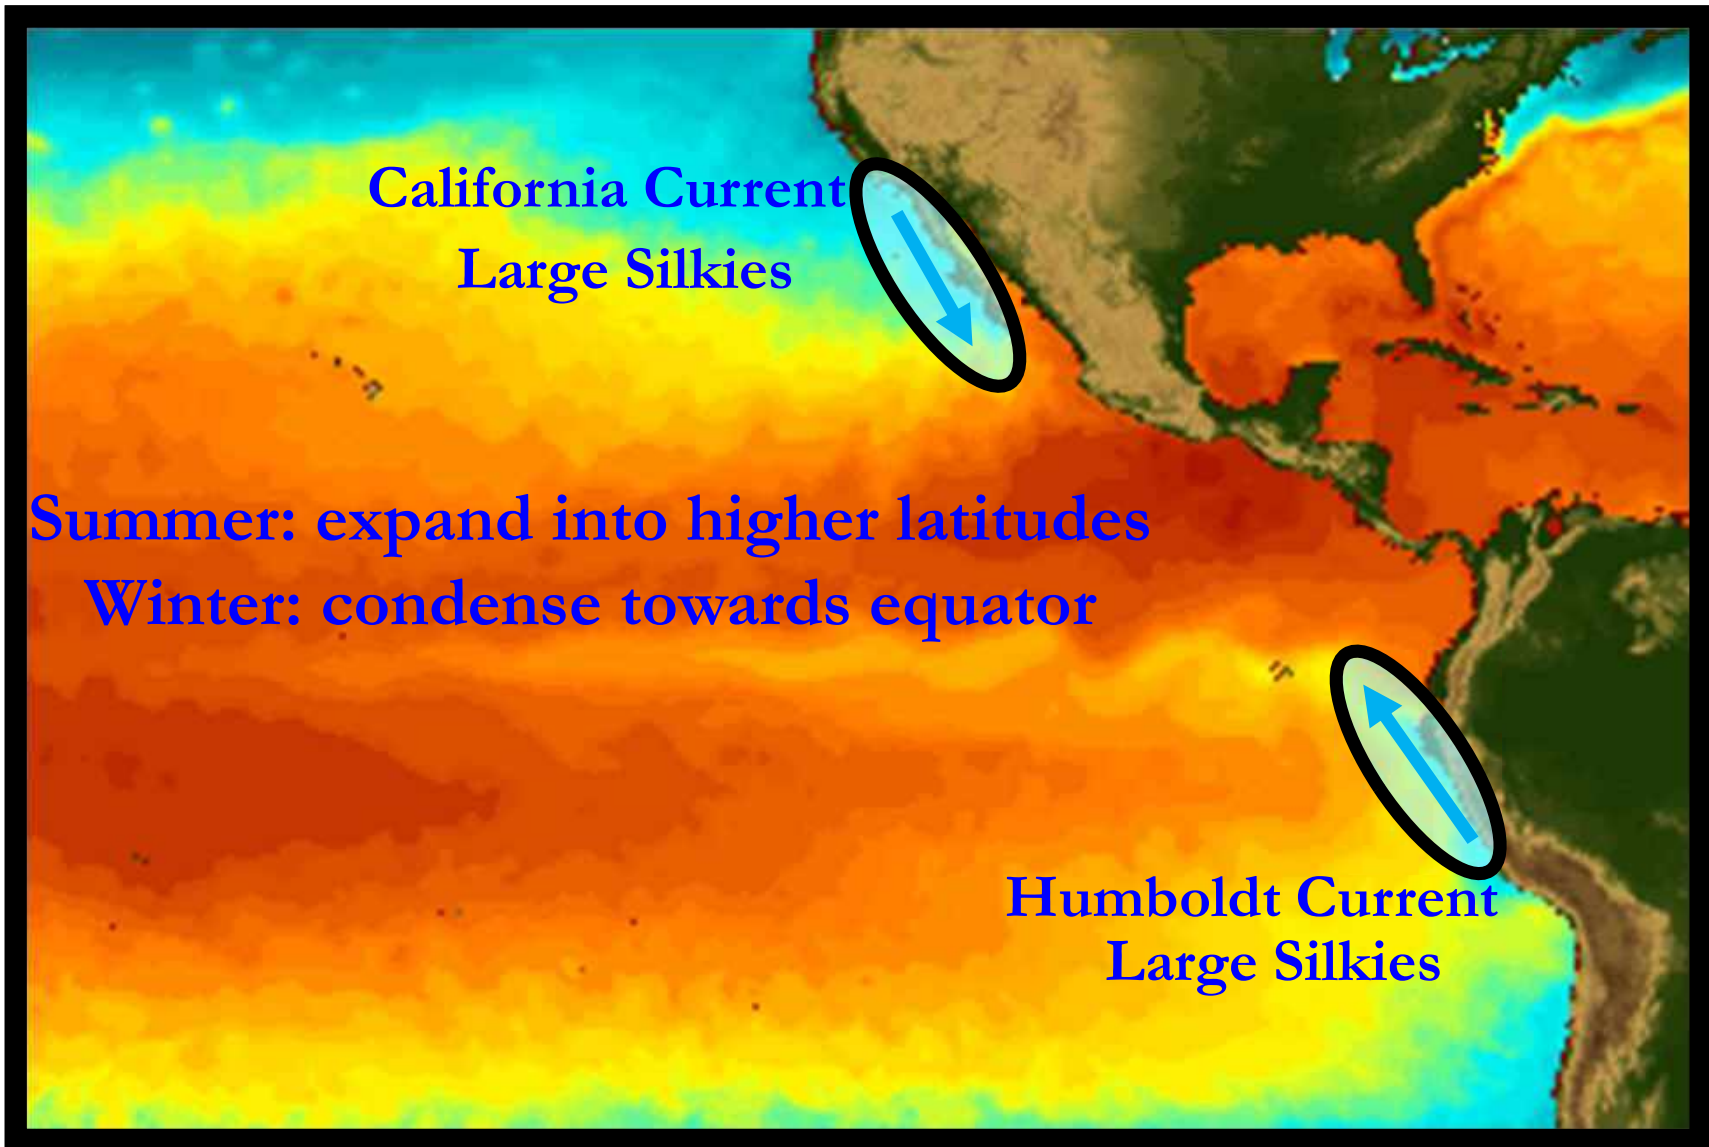 California Current
Large Silkies
Summer: expand into higher latitudes
Winter: condense towards equator
Humboldt Current
Large Silkies